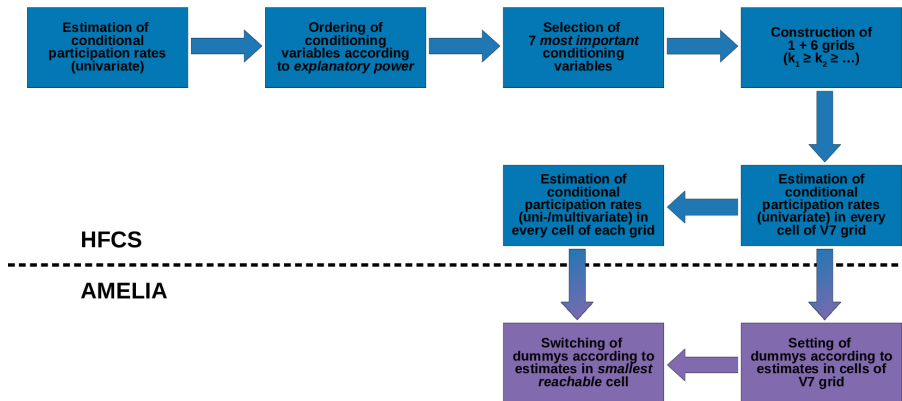 Estimation of
conditional
participation rates
(univariate)
Ordering of
conditioning
variables according
to explanatory power
Selection of
7 most important
conditioning
variables
Construction of
1 + 6 grids
(k₁ ≥ k₂ ≥ …)
Estimation of
conditional
participation rates
(uni-/multivariate) in
every cell of each grid
Estimation of
conditional
participation rates
(univariate) in every
cell of V7 grid
HFCS
AMELIA
Switching of
dummys according to
estimates in smallest
reachable cell
Setting of
dummys according to
estimates in cells of
V7 grid